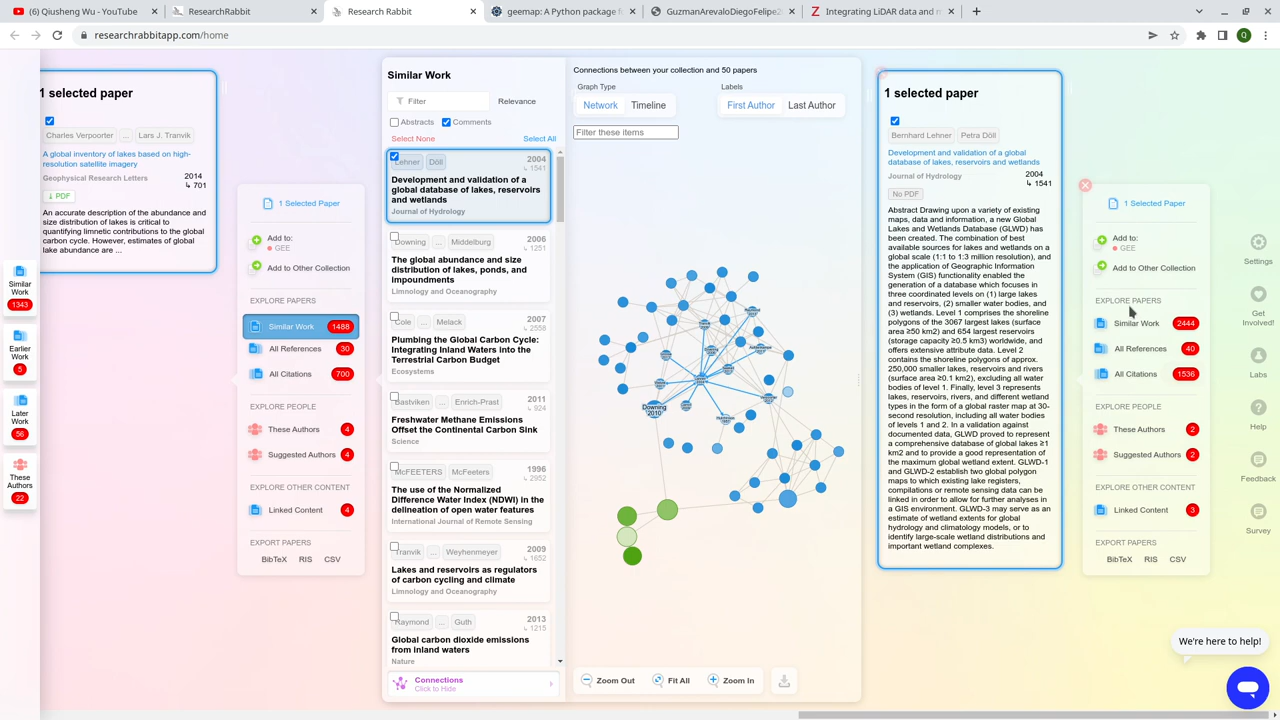 (6) Qiusheng Wu - YouTube
ResearchRabbit
Research Rabbit
geemap: A Python package f
GuzmanArevaloDiegoFelipe2
Integrating LiDAR data and m
researchrabbitapp.com/home
Q
1 selected paper
Charles Verpoorter
...
Lars J. Tranvik
A global inventory of lakes based on high-
resolution satellite imagery
Geophysical Research Letters
2014
↳ 701
↓ PDF
An accurate description of the abundance and
size distribution of lakes is critical to
quantifying limnetic contributions to the
global carbon cycle. However, estimates of global
lake abundance are ...
Similar
Work
1343
Earlier
Work
5
Later
Work
56
These
Authors
22
1 Selected Paper
Add to:
GEE
Add to Other Collection
EXPLORE PAPERS
Similar Work
1488
All References
30
All Citations
700
EXPLORE PEOPLE
These Authors
4
Suggested Authors
4
EXPLORE OTHER CONTENT
Linked Content
4
EXPORT PAPERS
BibTeX
RIS
CSV
Similar Work
Filter
Relevance
Abstracts
Comments
Select None
Select All
Lehner
Döll
2004
↳ 1541
Development and validation of a
global database of lakes, reservoirs
and wetlands
Journal of Hydrology
Downing
...
Middelburg
2006
↳ 1251
The global abundance and size
distribution of lakes, ponds, and
impoundments
Limnology and Oceanography
Cole
...
Melack
2007
↳ 2558
Plumbing the Global Carbon Cycle:
Integrating Inland Waters into the
Terrestrial Carbon Budget
Ecosystems
Bastviken
...
Enrich-Prast
2011
↳ 924
Freshwater Methane Emissions
Offset the Continental Carbon Sink
Science
McFEETERS
McFeeters
1996
↳ 2952
The use of the Normalized
Difference Water Index (NDWI) in the
delineation of open water features
International Journal of Remote Sensing
Tranvik
...
Weyhenmeyer
2009
↳ 1652
Lakes and reservoirs as regulators
of carbon cycling and climate
Limnology and Oceanography
Raymond
...
Guth
2013
↳ 1215
Global carbon dioxide emissions
from inland waters
Nature
Connections
Click to Hide
Connections between your collection and 50 papers
Graph Type
Network
Timeline
Labels
First Author
Last Author
Filter these items
Downing
2010
Zoom Out
Fit All
Zoom In
1 selected paper
Bernhard Lehner
Petra Döll
Development and validation of a global
database of lakes, reservoirs and wetlands
Journal of Hydrology
2004
↳ 1541
No PDF
Abstract Drawing upon a variety of existing
maps, data and information, a new Global
Lakes and Wetlands Database (GLWD) has
been created. The combination of best
available sources for lakes and wetlands on a
global scale (1:1 to 1:3 million resolution), and
the application of Geographic Information
System (GIS) functionality enabled the
generation of a database which focuses in
three coordinated levels on (1) large lakes
and reservoirs, (2) smaller water bodies, and
(3) wetlands. Level 1 comprises the shoreline
polygons of the 3067 largest lakes (surface
area ≥50 km2) and 654 largest reservoirs
(storage capacity ≥0.5 km3) worldwide, and
offers extensive attribute data. Level 2
contains the shoreline polygons of approx.
250,000 smaller lakes, reservoirs and rivers
(surface area ≥0.1 km2), excluding all water
bodies of level 1. Finally, level 3 represents
lakes, reservoirs, rivers, and different wetland
types in the form of a global raster map at 30-
second resolution, including all water bodies
of levels 1 and 2. In a validation against
documented data, GLWD proved to represent
a comprehensive database of global lakes ≥1
km2 and to provide a good representation of
the maximum global wetland extent. GLWD-1
and GLWD-2 establish two global polygon
maps to which existing lake registers,
compilations or remote sensing data can be
linked in order to allow for further analyses in
a GIS environment. GLWD-3 may serve as an
estimate of wetland extents for global
hydrology and climatology models, or to
identify large-scale wetland distributions and
important wetland complexes.
1 Selected Paper
Add to:
GEE
Add to Other Collection
EXPLORE PAPERS
Similar Work
2444
All References
40
All Citations
1536
EXPLORE PEOPLE
These Authors
2
Suggested Authors
2
EXPLORE OTHER CONTENT
Linked Content
3
EXPORT PAPERS
BibTeX
RIS
CSV
Settings
Get
Involved!
Labs
Help
Feedback
Survey
We're here to help!